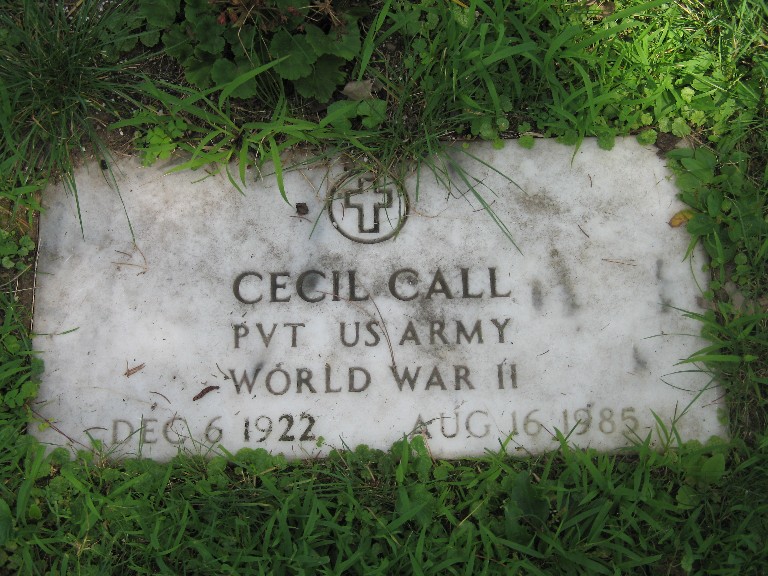 CECIL CALL
PVT US ARMY
WORLD WAR II
DEC 6 1922 AUG 16 1985